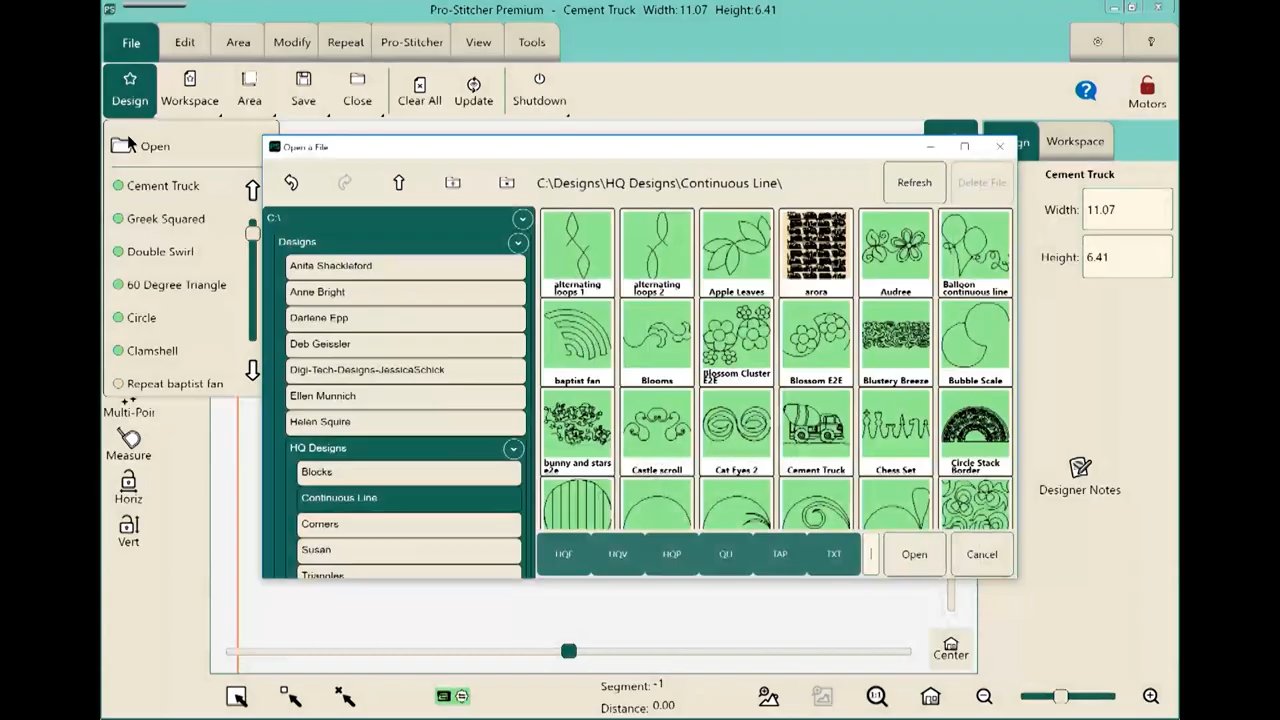 PS
Pro-Stitcher Premium - Cement Truck Width:11.07 Height:6.41
File Edit Area Modify Repeat Pro-Stitcher View Tools
Design Workspace Area Save Close Clear All Update Shutdown Motors
Open
Open a File
Workspace
C:\Designs\HQ Designs\Continuous Line\
Refresh Delete File
Cement Truck
Width: 11.07
Height: 6.41
Cement Truck
Greek Squared
Double Swirl
60 Degree Triangle
Circle
Clamshell
Repeat baptist fan
Multi-Poin
Measure
Horiz
Vert
C:\
Designs
Anita Shackleford
Anne Bright
Darlene Epp
Deb Geissler
Digi-Tech-Designs-JessicaSchick
Ellen Munnich
Helen Squire
HQ Designs
Blocks
Continuous Line
Corners
Susan
Triangles
alternating loops 1
alternating loops 2
Apple Leaves
arora
Audree
Balloon continuous line
baptist fan
Blooms
Blossom Cluster E2E
Blossom E2E
Blustery Breeze
Bubble Scale
bunny and stars e2e
Castle scroll
Cat Eyes 2
Cement Truck
Chess Set
Circle Stack Border
HQF HQV HQP QLI TAP TXT
Open Cancel
Designer Notes
Center
Segment: -1
Distance: 0.00
1:1